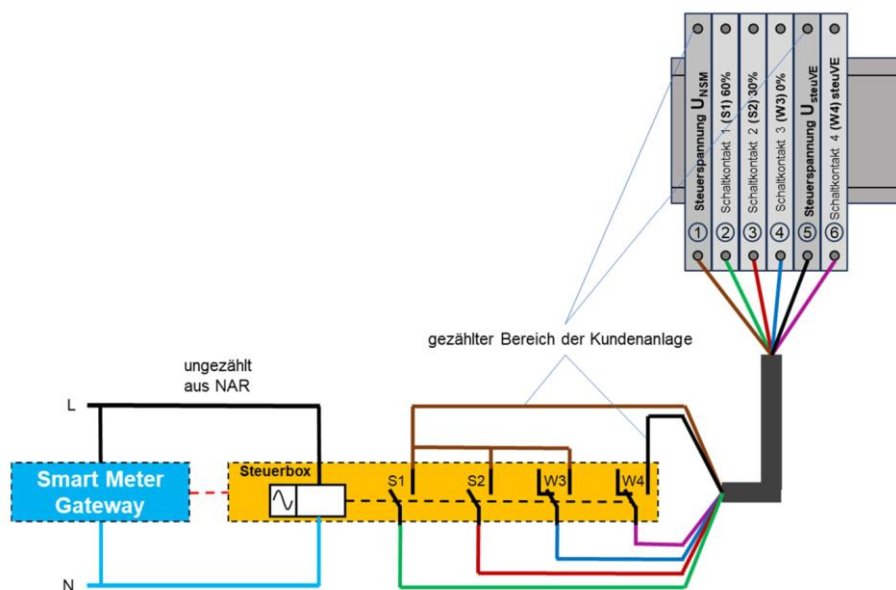 Steuerspannung U NSM
Schaltkontakt 1 (S1) 60%
Schaltkontakt 2 (S2) 30%
Schaltkontakt 3 (W3) 0%
Steuerspannung U steuVE
Schaltkontakt 4 (W4) steuVE
1 2 3 4 5 6
gezählter Bereich der Kundenanlage
ungezählt
aus NAR
L
Smart Meter
Gateway
Steuerbox
S1
S2
W3
W4
N